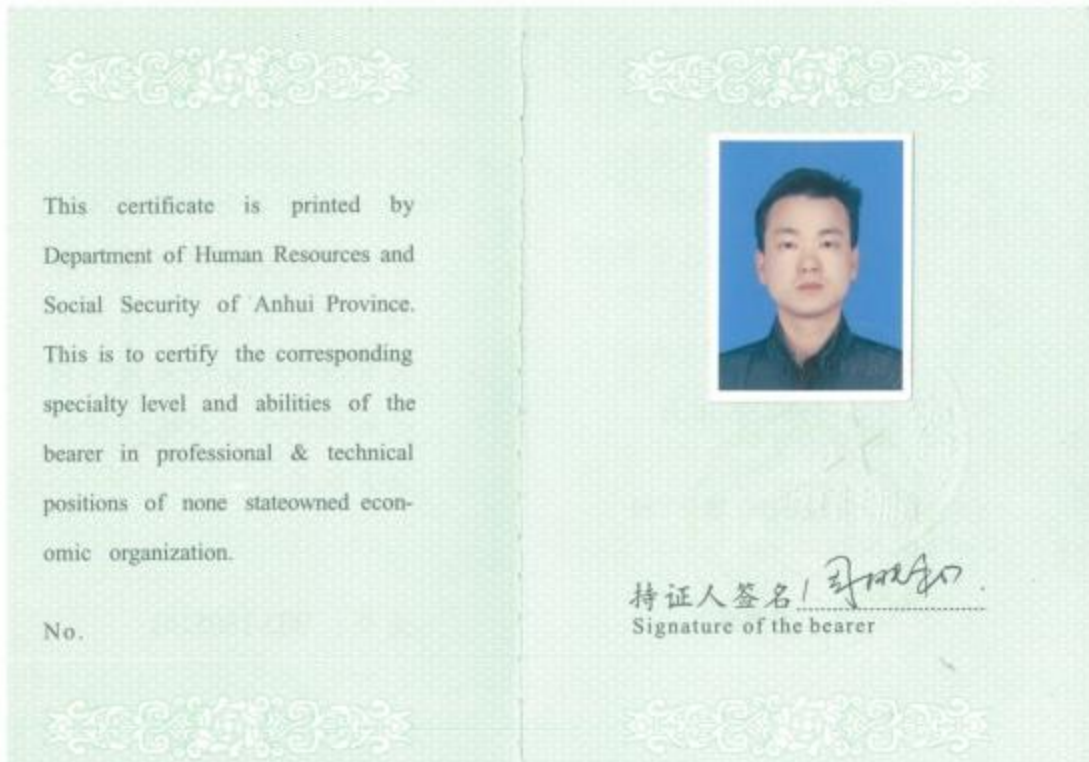 This certificate is printed by
Department of Human Resources and
Social Security of Anhui Province.
This is to certify the corresponding
specialty level and abilities of the
bearer in professional & technical
positions of none stateowned econ-
omic organization.
No.
持证人签名
Signature of the bearer